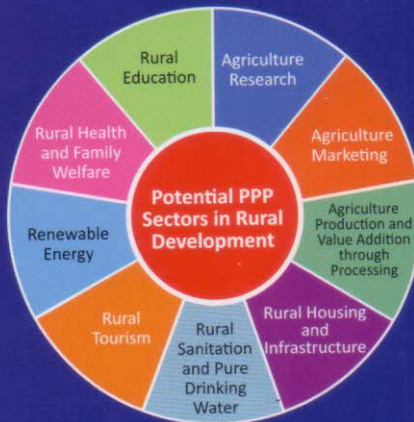 Potential PPP
Sectors in Rural
Development
Agriculture
Research
Agriculture
Marketing
Agriculture
Production and
Value Addition
through
Processing
Rural Housing
and
Infrastructure
Rural
Sanitation
and Pure
Drinking
Water
Rural
Tourism
Renewable
Energy
Rural Health
and Family
Welfare
Rural
Education